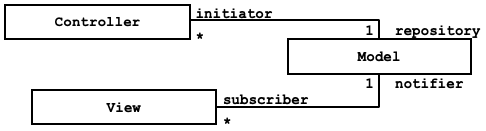 Controller
initiator
*
1
repository
Model
1
notifier
View
subscriber
*